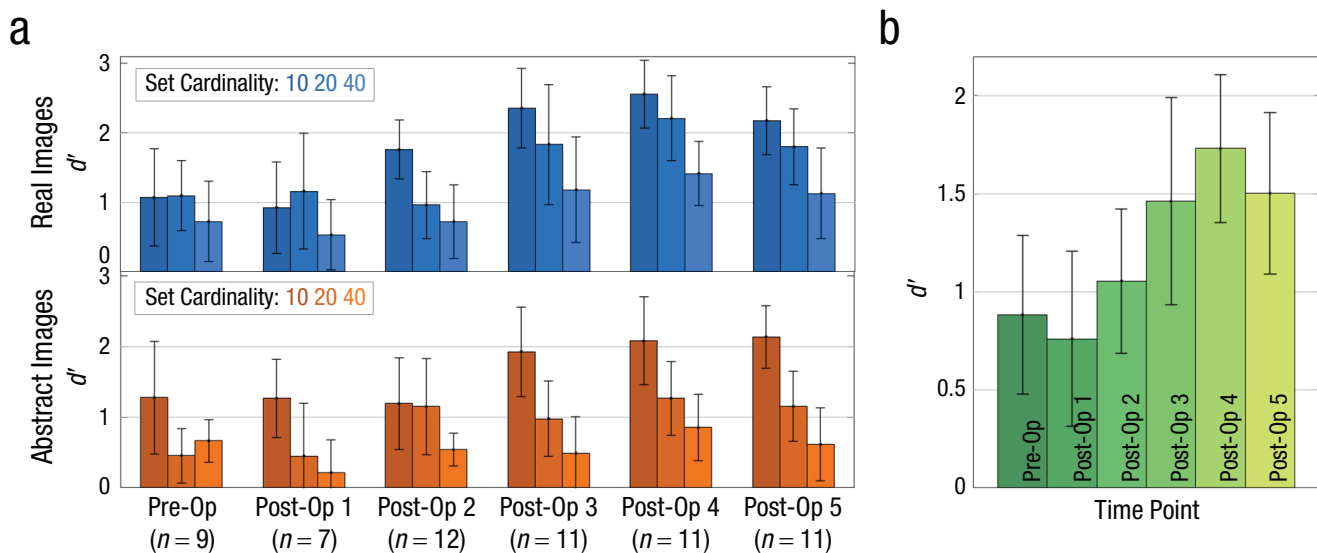 a
Real Images
d′
3
2
1
0
Set Cardinality: 10 20 40
Abstract Images
d′
3
2
1
0
Set Cardinality: 10 20 40
Pre-Op Post-Op 1 Post-Op 2 Post-Op 3 Post-Op 4 Post-Op 5
(n = 9) (n = 7) (n = 12) (n = 11) (n = 11) (n = 11)
b
d′
2
1.5
1
0.5
0
Pre-Op
Post-Op 1
Post-Op 2
Post-Op 3
Post-Op 4
Post-Op 5
Time Point